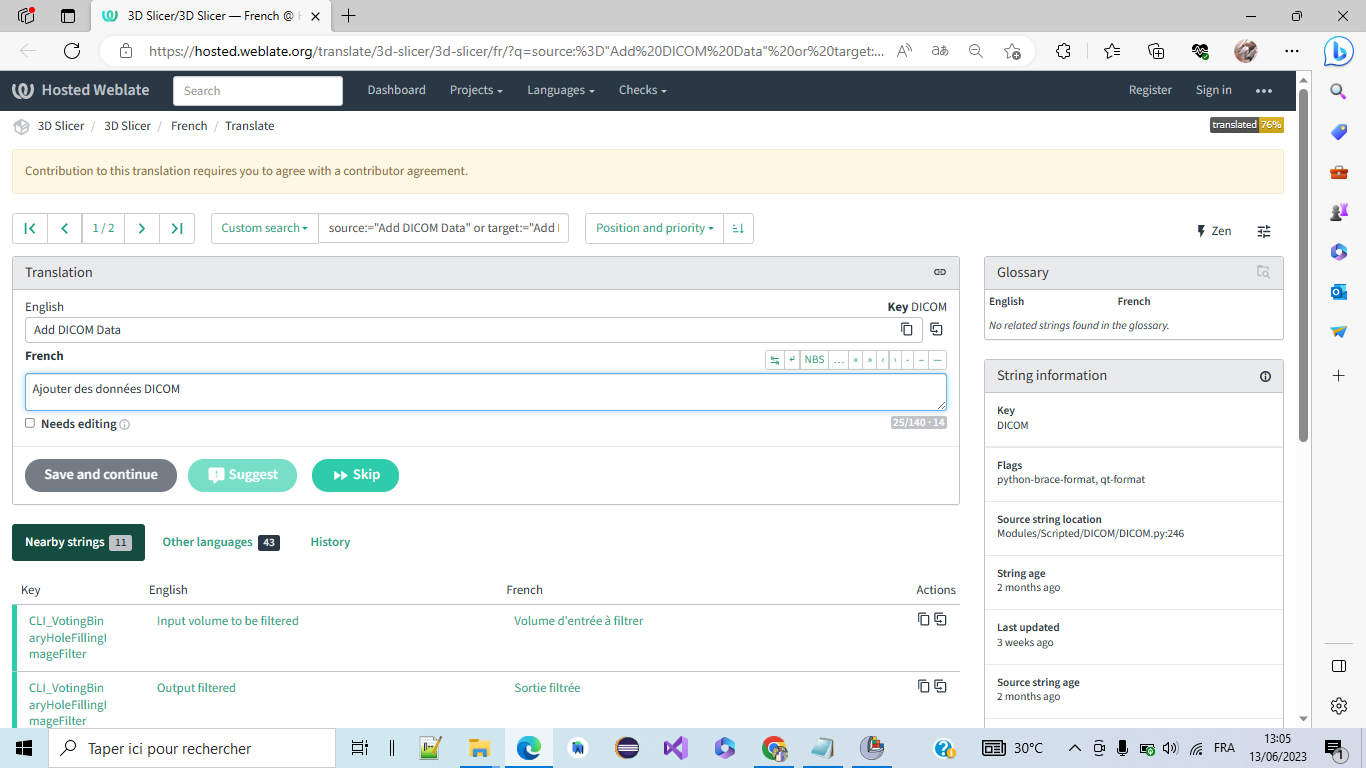 3D Slicer/3D Slicer — French @ H
https://hosted.weblate.org/translate/3d-slicer/3d-slicer/fr/?q=source:%3D"Add%20DICOM%20Data"%20or%20target:...
Hosted Weblate
Search
Dashboard
Projects
Languages
Checks
Register
Sign in
3D Slicer / 3D Slicer / French / Translate
translated 76%
Contribution to this translation requires you to agree with a contributor agreement.
1 / 2
Custom search
source:="Add DICOM Data" or target:="Add
Position and priority
Zen
Translation
English
Key DICOM
Add DICOM Data
French
NBS … « » ‹ › - – —
Ajouter des données DICOM
Needs editing
25/140 · 14
Save and continue
Suggest
Skip
Nearby strings 11
Other languages 43
History
Key English French Actions
CLI_VotingBin
aryHoleFillingI
mageFilter
Input volume to be filtered
Volume d'entrée à filtrer
CLI_VotingBin
aryHoleFillingI
mageFilter
Output filtered
Sortie filtrée
Glossary
English French
No related strings found in the glossary.
String information
Key
DICOM
Flags
python-brace-format, qt-format
Source string location
Modules/Scripted/DICOM/DICOM.py:246
String age
2 months ago
Last updated
3 weeks ago
Source string age
2 months ago
Taper ici pour rechercher
30°C
FRA
13:05
13/06/2023
1